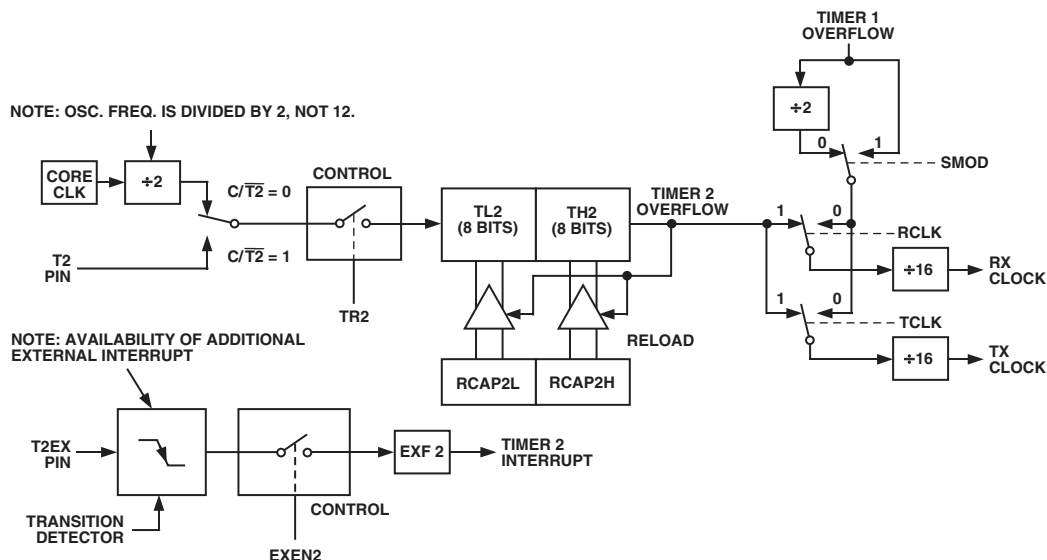 TIMER 1
OVERFLOW
÷2
0
1
SMOD
NOTE: OSC. FREQ. IS DIVIDED BY 2, NOT 12.
CORE
CLK
÷2
C/T̅2̅ = 0
CONTROL
TL2
(8 BITS)
TH2
(8 BITS)
TIMER 2
OVERFLOW
1
0
RCLK
T2
PIN
C/T̅2̅ = 1
TR2
÷16
RX
CLOCK
1
0
TCLK
RELOAD
÷16
TX
CLOCK
RCAP2L
RCAP2H
NOTE: AVAILABILITY OF ADDITIONAL
EXTERNAL INTERRUPT
T2EX
PIN
EXF 2
TIMER 2
INTERRUPT
CONTROL
TRANSITION
DETECTOR
EXEN2